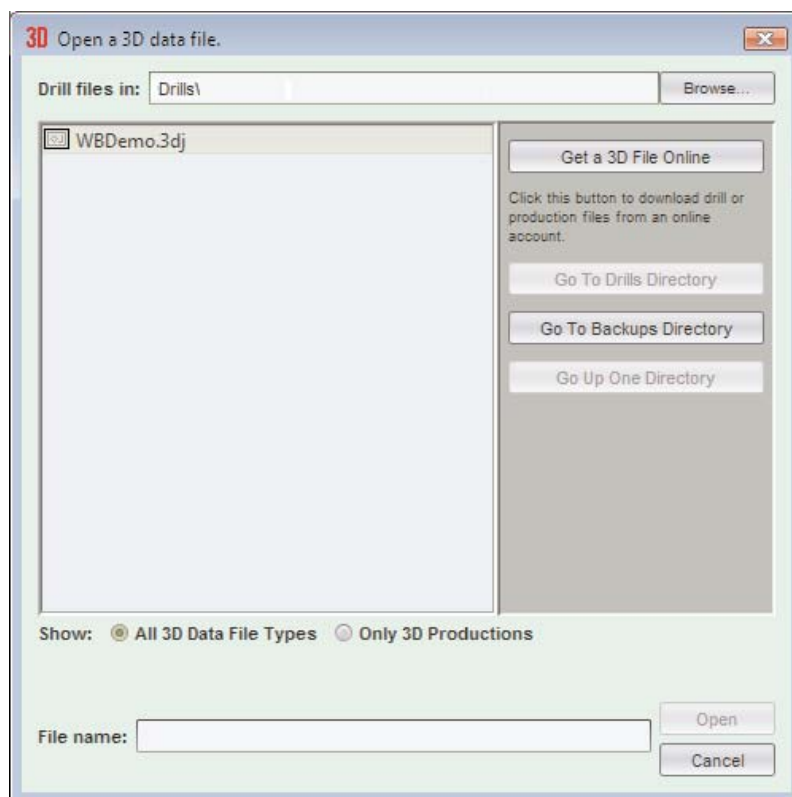 3D Open a 3D data file.
Drill files in: Drills\ Browse...
WBDemo.3dj
Get a 3D File Online
Click this button to download drill or
production files from an online
account.
Go To Drills Directory
Go To Backups Directory
Go Up One Directory
Show: All 3D Data File Types Only 3D Productions
Open
File name:
Cancel